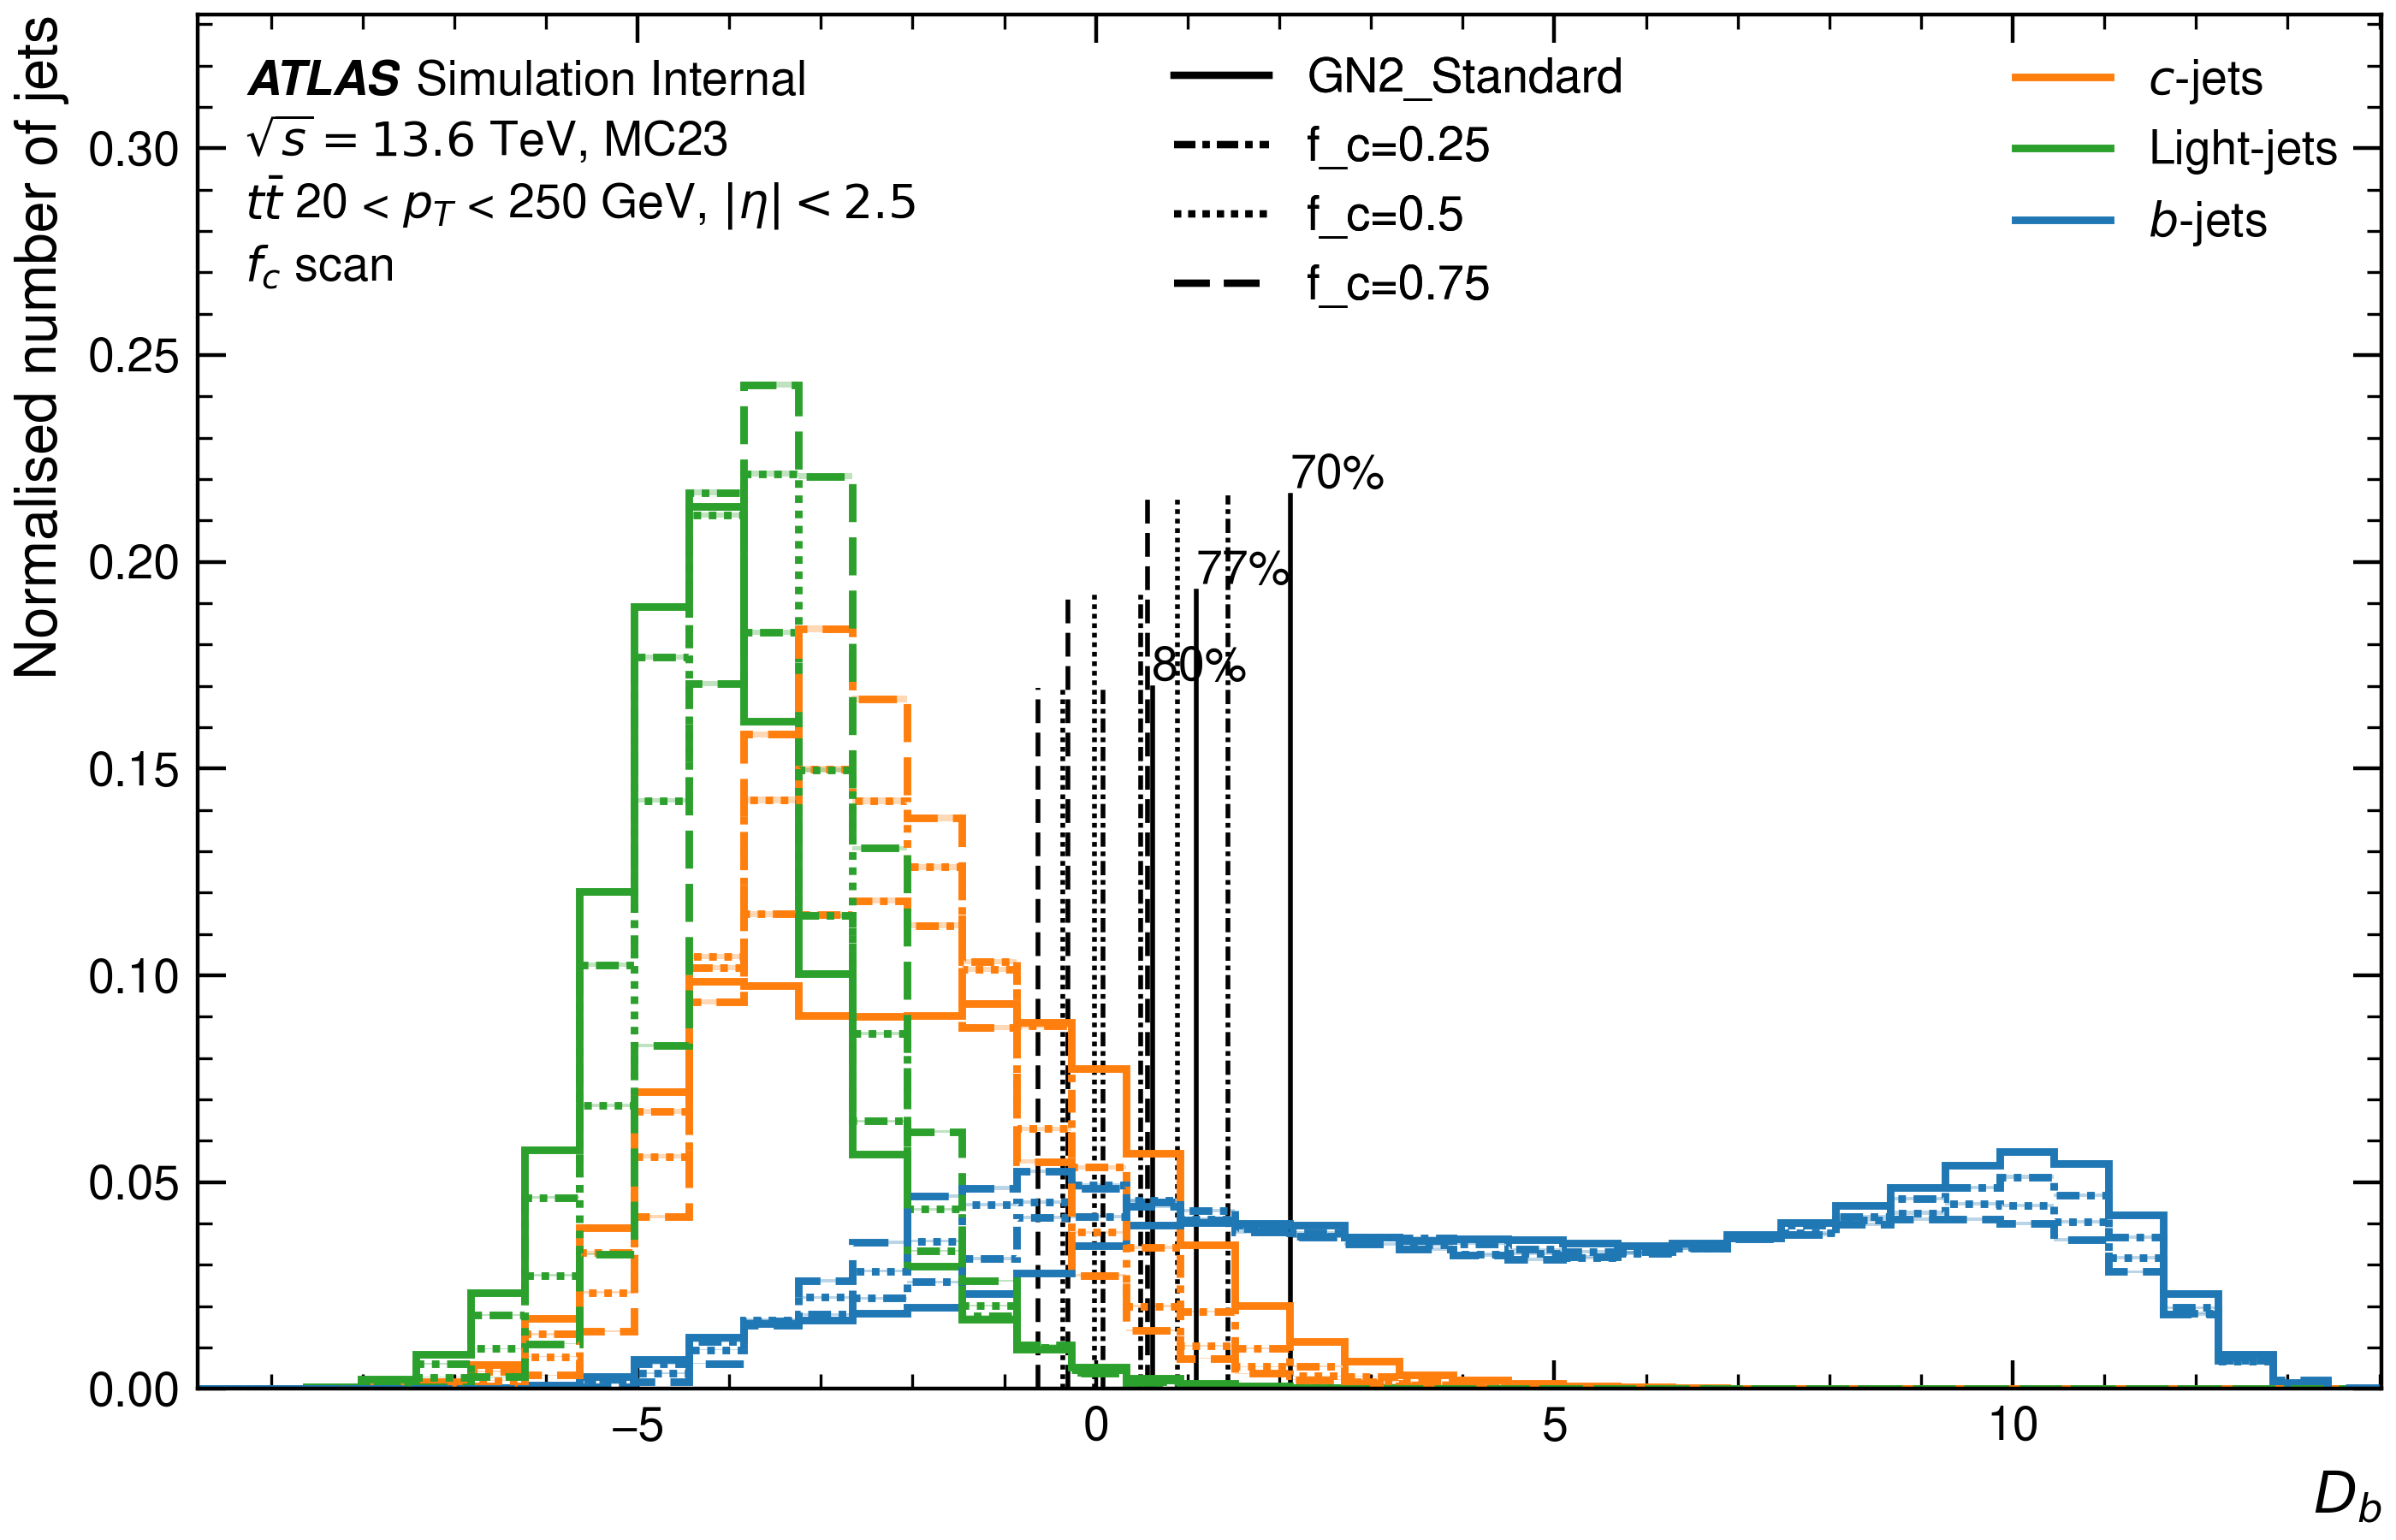 Normalised number of jets
ATLAS Simulation Internal
√s = 13.6 TeV, MC23
tt̄ 20 < p_T < 250 GeV, |η| < 2.5
f_c scan
GN2_Standard
f_c=0.25
f_c=0.5
f_c=0.75
c-jets
Light-jets
b-jets
0.30
0.25
0.20
0.15
0.10
0.05
0.00
70%
77%
80%
−5
0
5
10
D_b